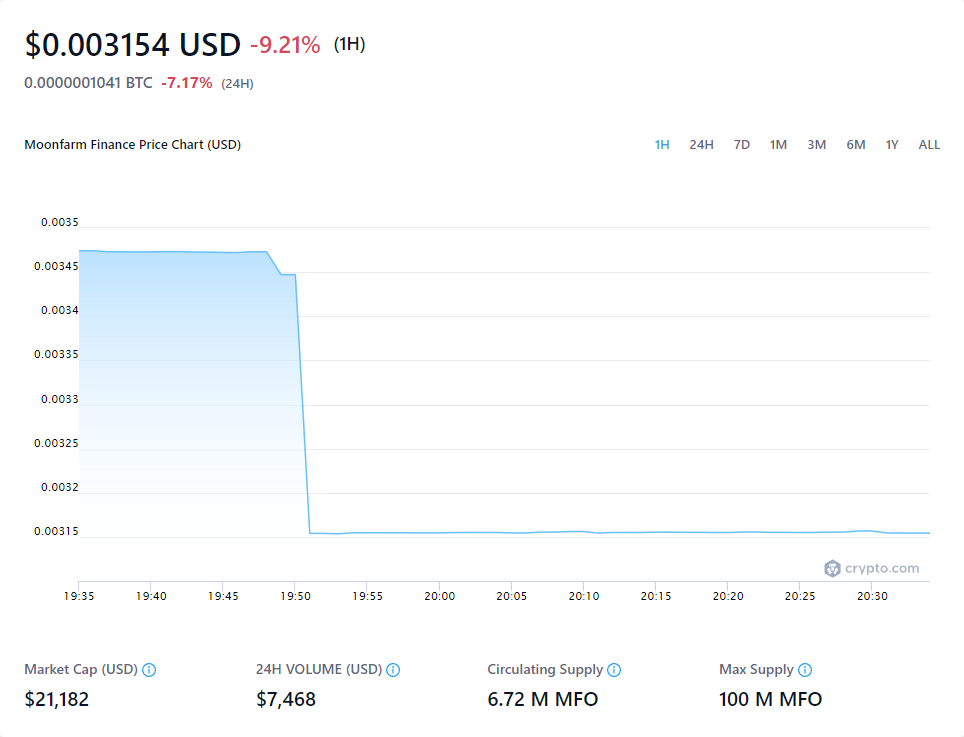 $0.003154 USD -9.21% (1H)
0.0000001041 BTC -7.17% (24H)
Moonfarm Finance Price Chart (USD) 1H 24H 7D 1M 3M 6M 1Y ALL
0.0035
0.00345
0.0034
0.00335
0.0033
0.00325
0.0032
0.00315
crypto.com
19:35 19:40 19:45 19:50 19:55 20:00 20:05 20:10 20:15 20:20 20:25 20:30
Market Cap (USD) 24H VOLUME (USD) Circulating Supply Max Supply
$21,182 $7,468 6.72 M MFO 100 M MFO